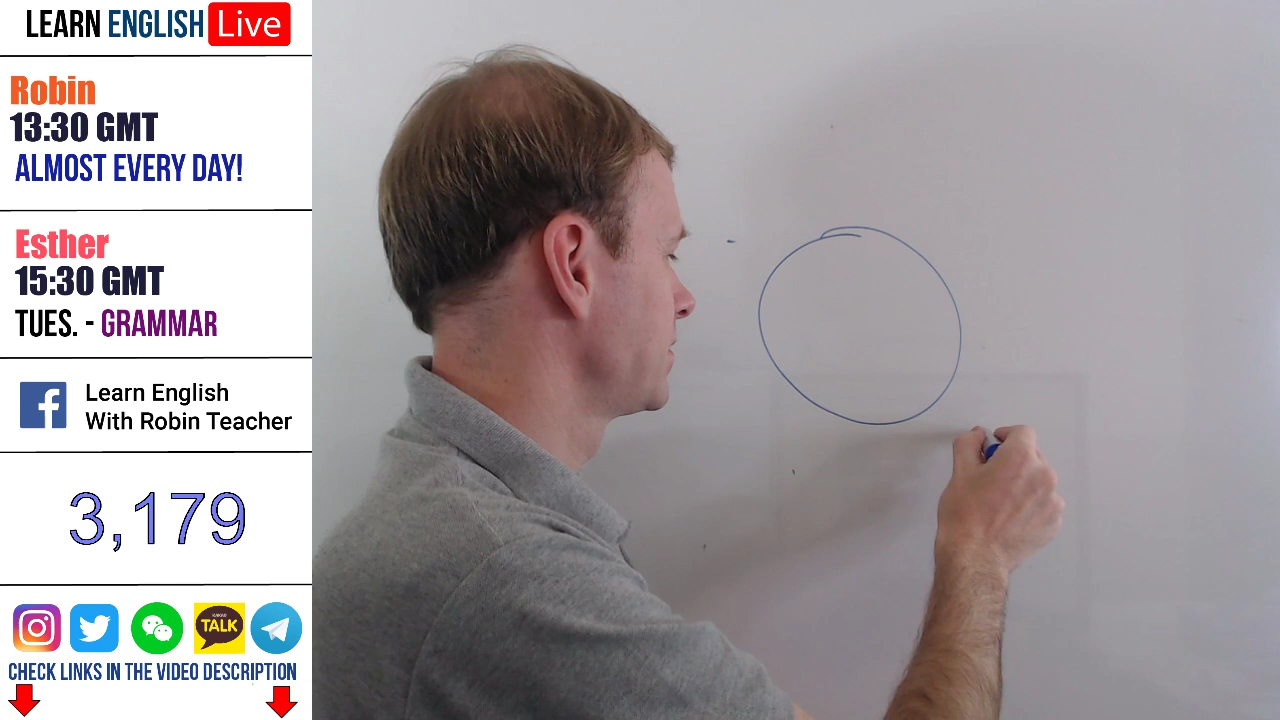 LEARN ENGLISH Live
Robin
13:30 GMT
ALMOST EVERY DAY!
Esther
15:30 GMT
TUES. - GRAMMAR
Learn English
With Robin Teacher
3,179
TALK
CHECK LINKS IN THE VIDEO DESCRIPTION